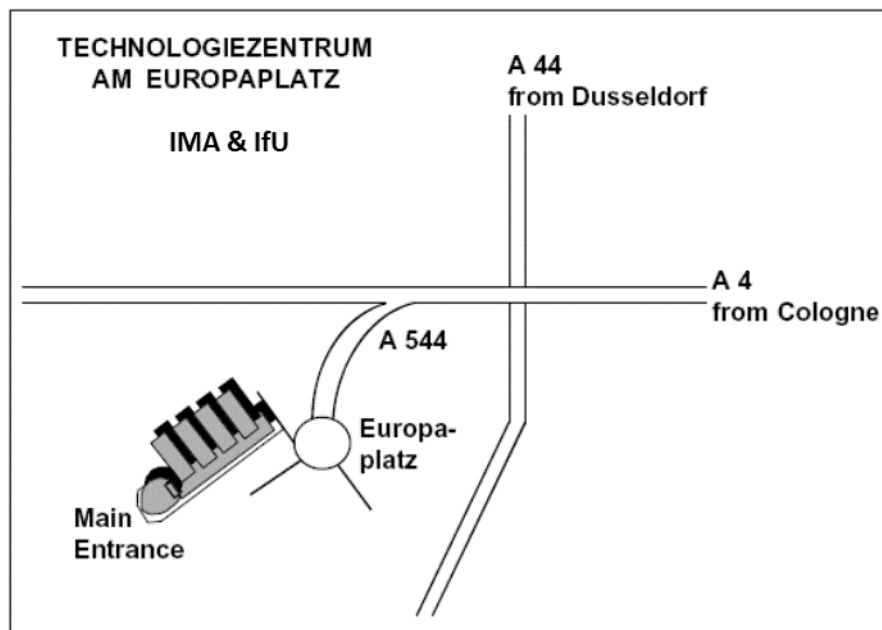 TECHNOLOGIEZENTRUM
AM EUROPAPLATZ
IMA & IfU
A 44
from Dusseldorf
A 4
from Cologne
A 544
Europa-
platz
Main
Entrance